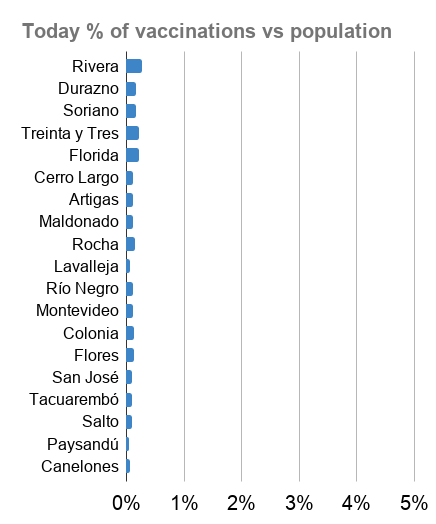 Today % of vaccinations vs population
Rivera
Durazno
Soriano
Treinta y Tres
Florida
Cerro Largo
Artigas
Maldonado
Rocha
Lavalleja
Río Negro
Montevideo
Colonia
Flores
San José
Tacuarembó
Salto
Paysandú
Canelones
0% 1% 2% 3% 4% 5%